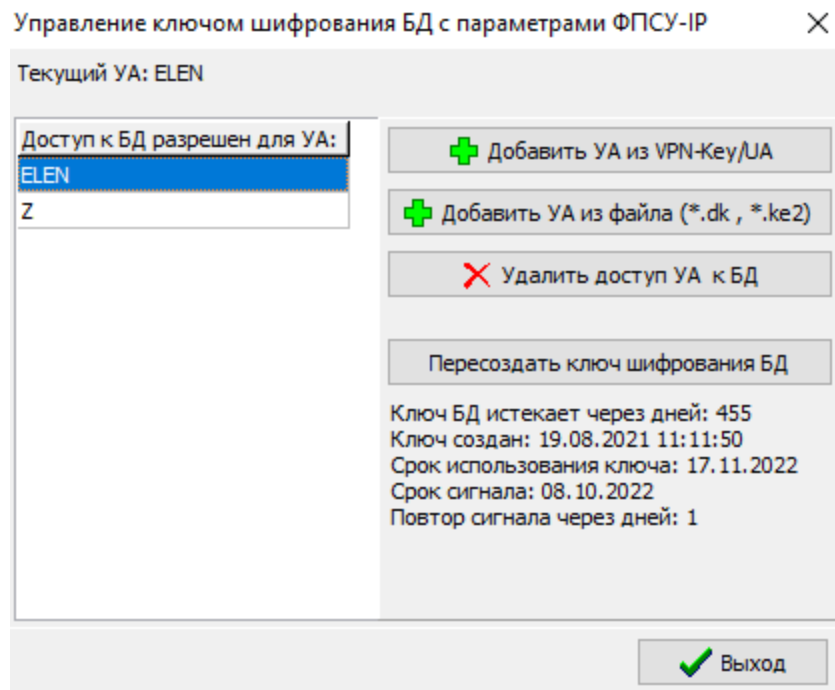 Управление ключом шифрования БД с параметрами ФПСУ-IP
Текущий УА: ELEN
Доступ к БД разрешен для УА:
ELEN
Z
Добавить УА из VPN-Key/UA
Добавить УА из файла (*.dk , *.ke2)
Удалить доступ УА к БД
Пересоздать ключ шифрования БД
Ключ БД истекает через дней: 455
Ключ создан: 19.08.2021 11:11:50
Срок использования ключа: 17.11.2022
Срок сигнала: 08.10.2022
Повтор сигнала через дней: 1
Выход